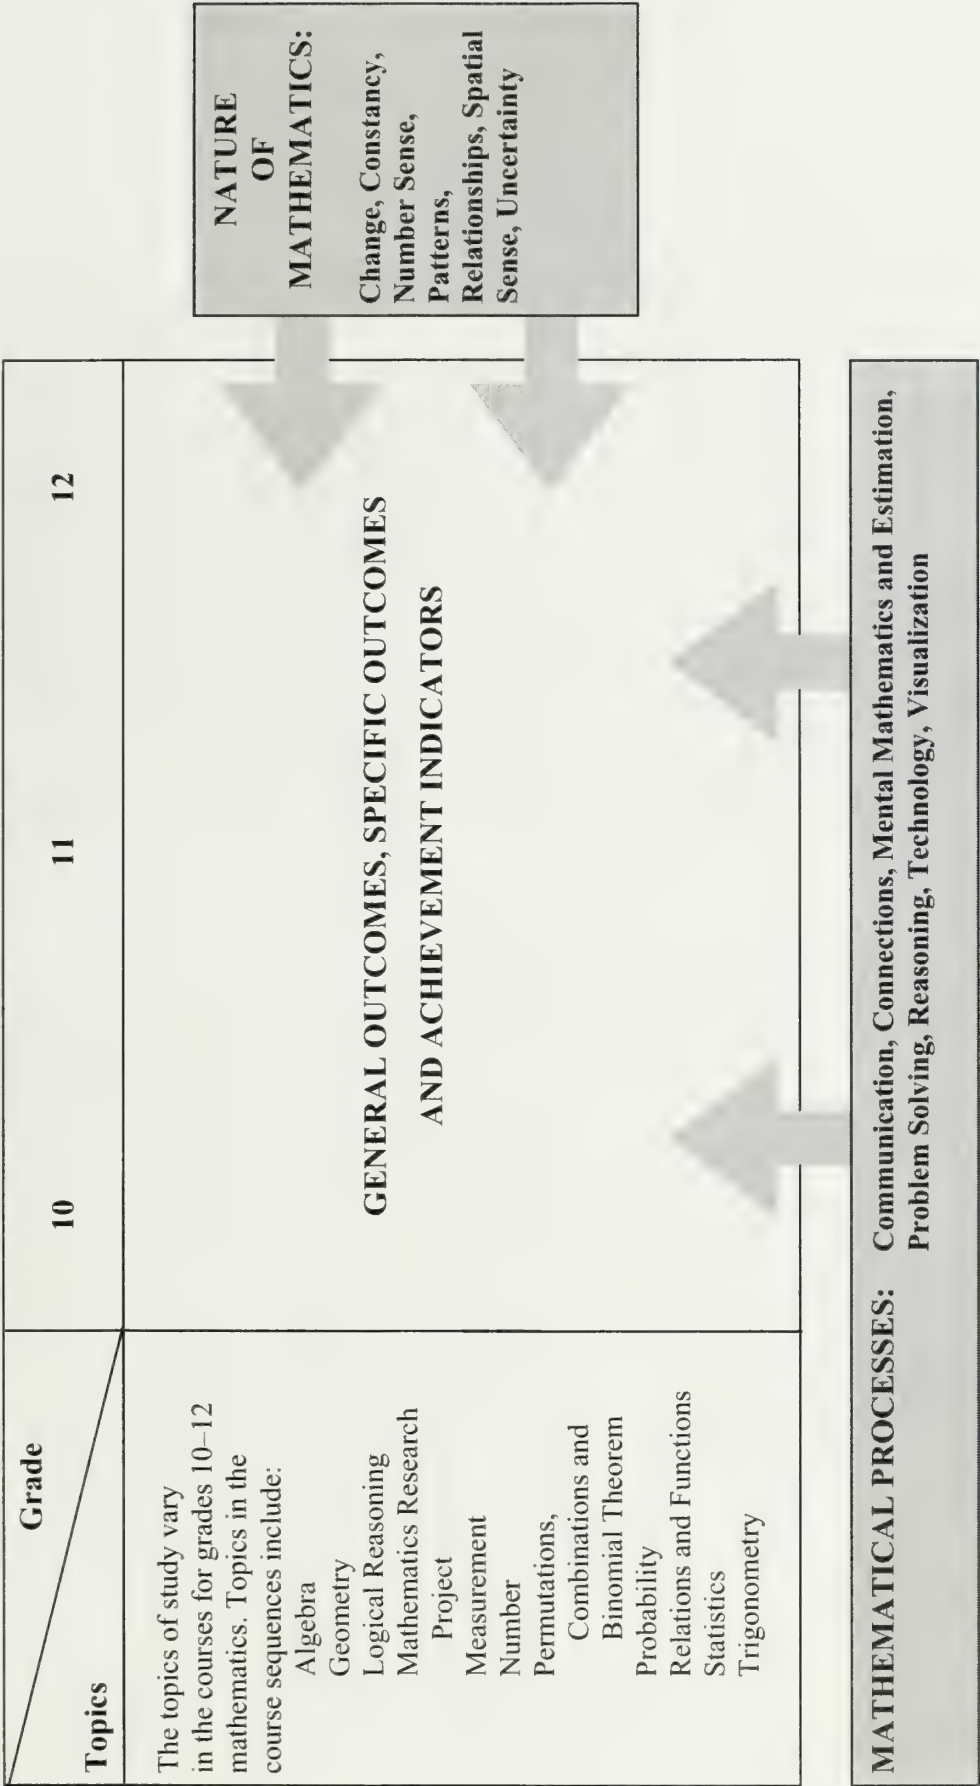 Grade
Topics
10
11
12
The topics of study vary
in the courses for grades 10–12
mathematics. Topics in the
course sequences include:
Algebra
Geometry
Logical Reasoning
Mathematics Research
Project
Measurement
Number
Permutations,
Combinations and
Binomial Theorem
Probability
Relations and Functions
Statistics
Trigonometry
GENERAL OUTCOMES, SPECIFIC OUTCOMES
AND ACHIEVEMENT INDICATORS
NATURE
OF
MATHEMATICS:
Change, Constancy,
Number Sense,
Patterns,
Relationships, Spatial
Sense, Uncertainty
MATHEMATICAL PROCESSES: Communication, Connections, Mental Mathematics and Estimation,
Problem Solving, Reasoning, Technology, Visualization